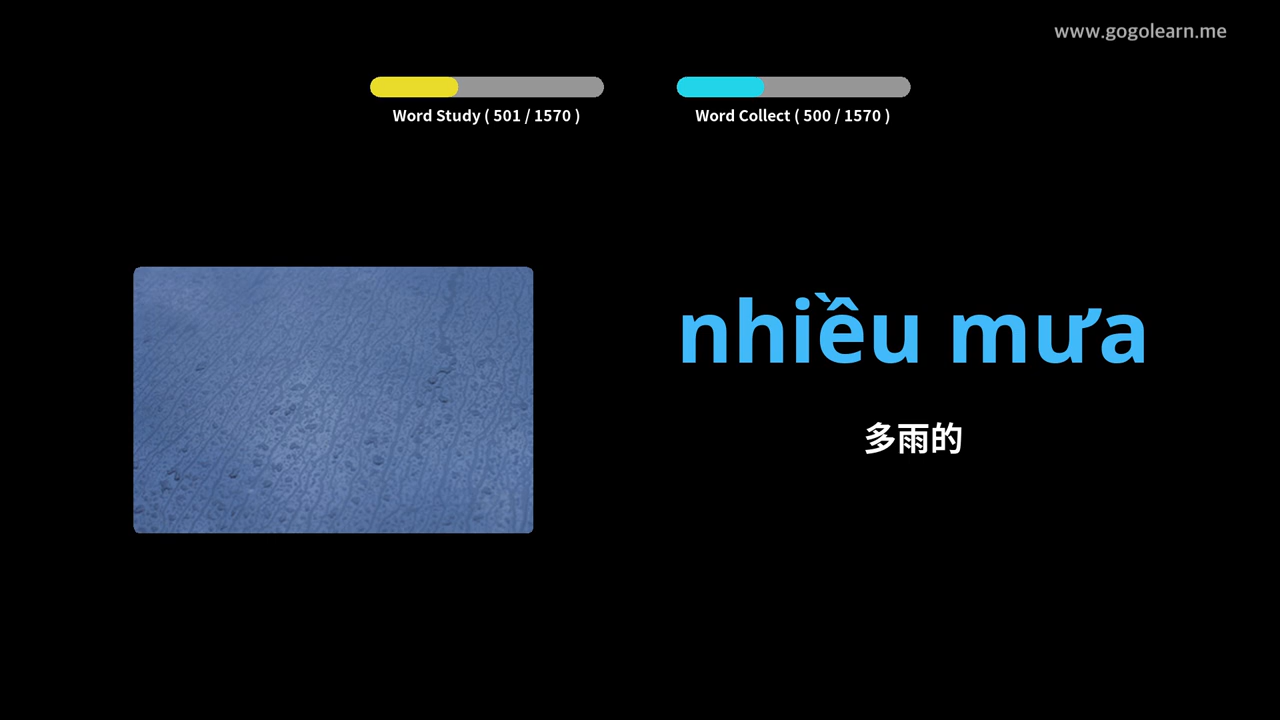 www.gogolearn.me
Word Study ( 501 / 1570 )
Word Collect ( 500 / 1570 )
nhiều mưa
多雨的